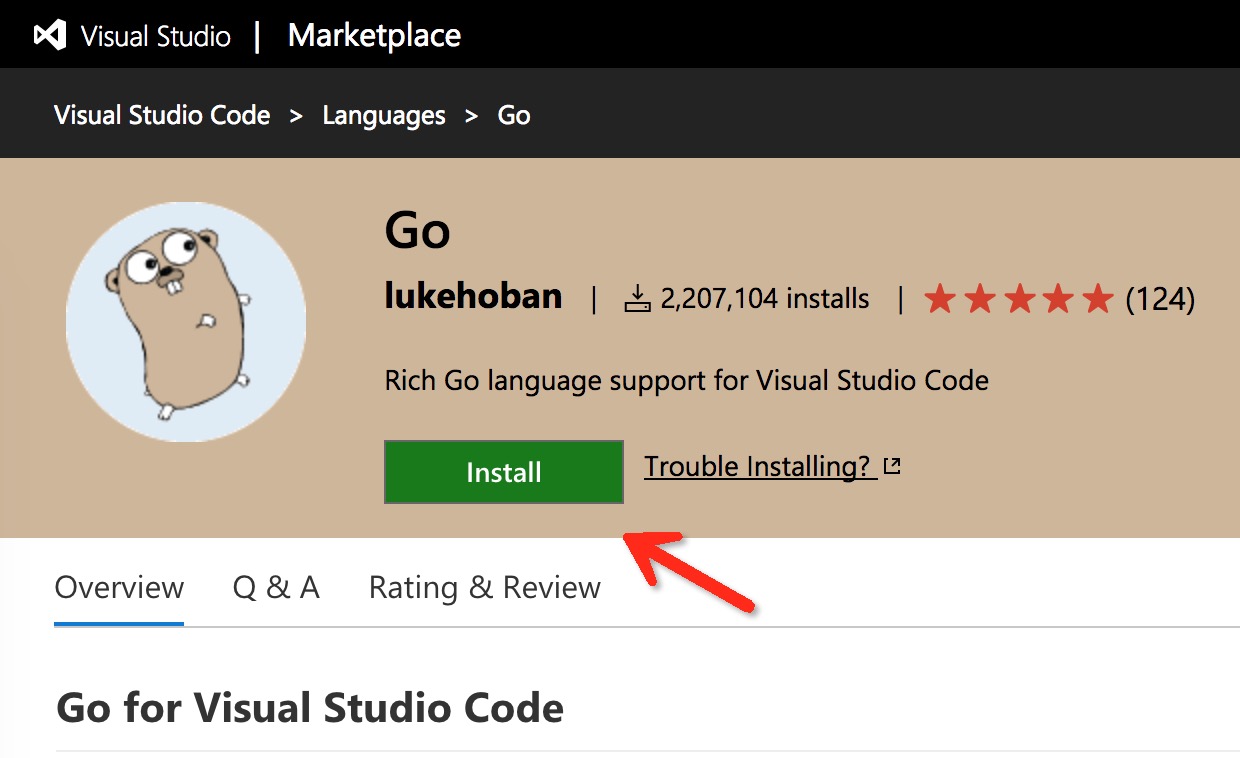 Visual Studio | Marketplace
Visual Studio Code > Languages > Go
Go
lukehoban | 2,207,104 installs | (124)
Rich Go language support for Visual Studio Code
Install Trouble Installing?
Overview Q & A Rating & Review
Go for Visual Studio Code